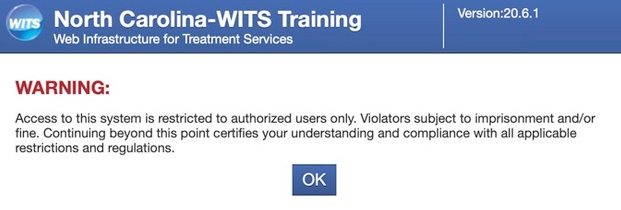 WITS
North Carolina-WITS Training
Version:20.6.1
Web Infrastructure for Treatment Services
WARNING:
Access to this system is restricted to authorized users only. Violators subject to imprisonment and/or
fine. Continuing beyond this point certifies your understanding and compliance with all applicable
restrictions and regulations.
OK